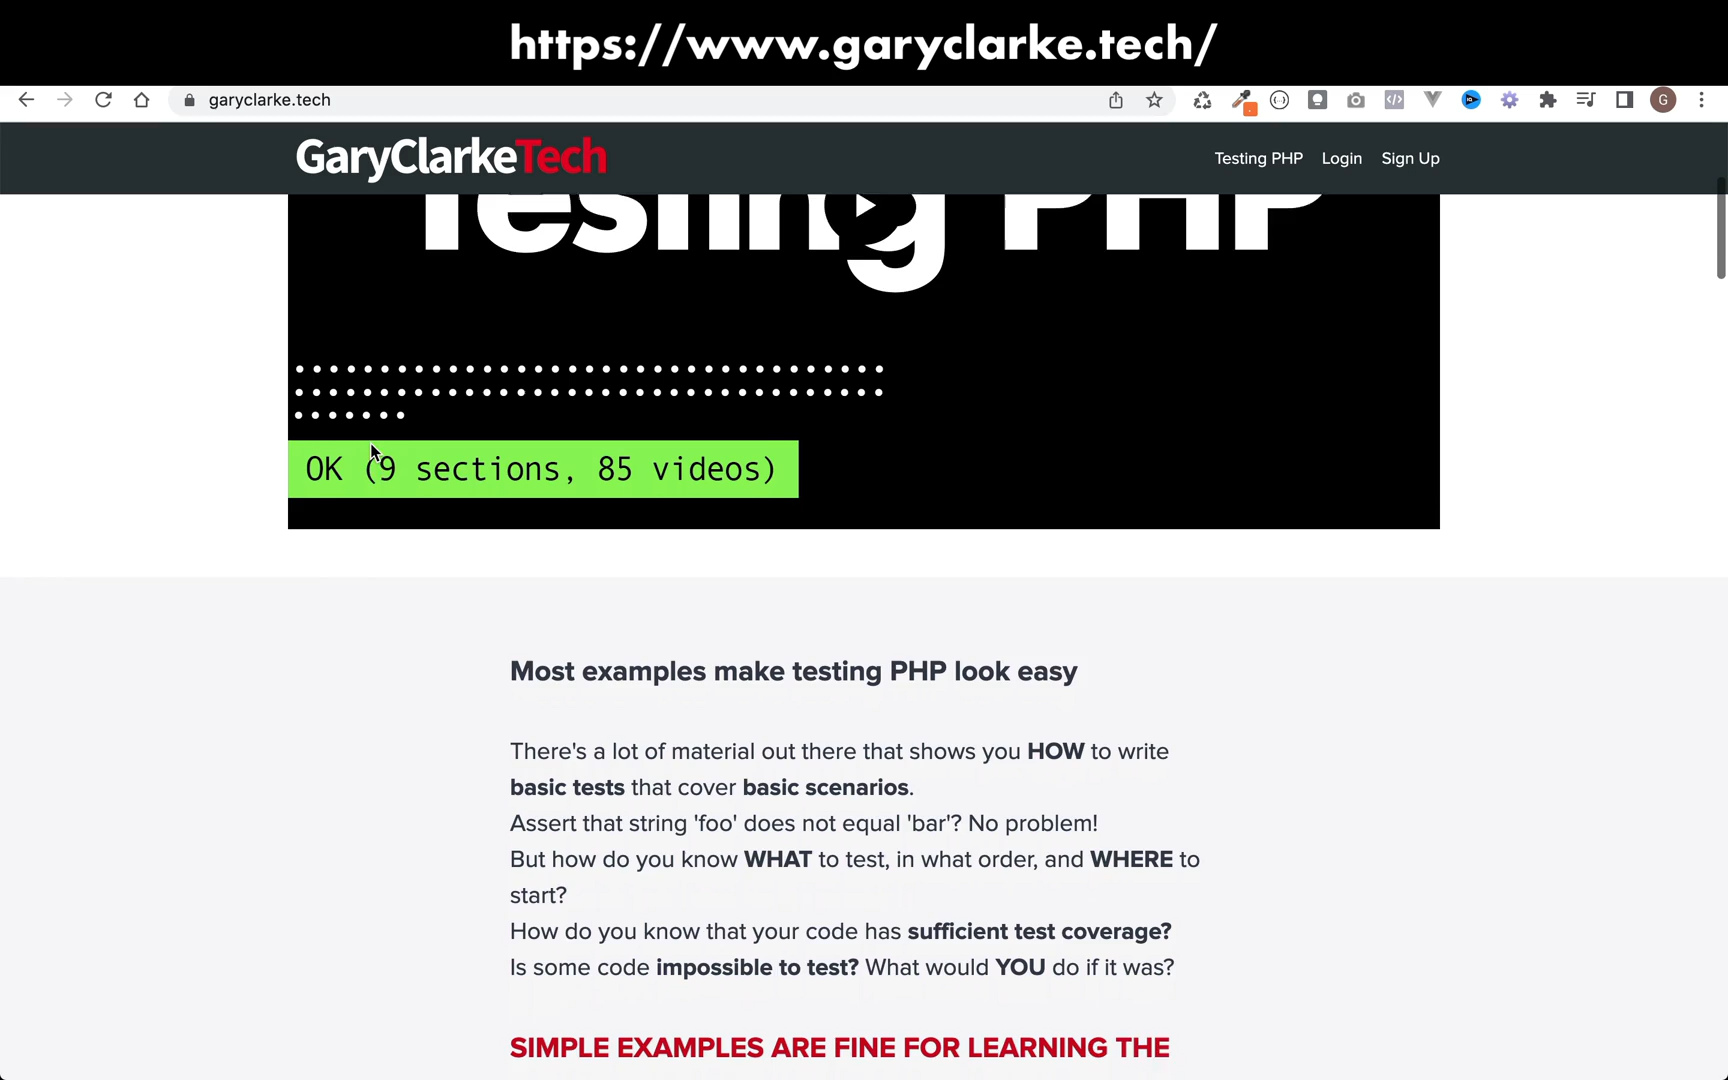 https://www.garyclarke.tech/
garyclarke.tech
G
GaryClarkeTech
Testing PHP
Login
Sign Up
Testing PHP
OK (9 sections, 85 videos)
Most examples make testing PHP look easy
There's a lot of material out there that shows you HOW to write
basic tests that cover basic scenarios.
Assert that string 'foo' does not equal 'bar'? No problem!
But how do you know WHAT to test, in what order, and WHERE to
start?
How do you know that your code has sufficient test coverage?
Is some code impossible to test? What would YOU do if it was?
SIMPLE EXAMPLES ARE FINE FOR LEARNING THE